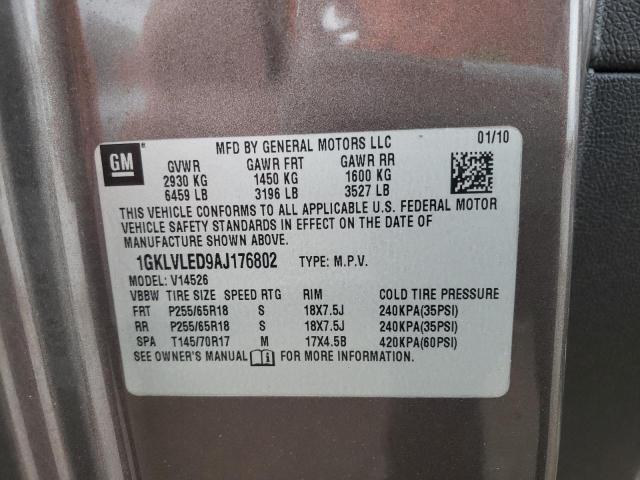 GM MFD BY GENERAL MOTORS LLC 01/10
GVWR GAWR FRT GAWR RR
2930 KG 1450 KG 1600 KG
6459 LB 3196 LB 3527 LB
THIS VEHICLE CONFORMS TO ALL APPLICABLE U.S. FEDERAL MOTOR
VEHICLE SAFETY STANDARDS IN EFFECT ON THE DATE OF
MANUFACTURE SHOWN ABOVE.
1GKLVLED9AJ176802 TYPE: M.P.V.
MODEL: V14526
VBBW TIRE SIZE SPEED RTG RIM COLD TIRE PRESSURE
FRT P255/65R18 S 18X7.5J 240KPA(35PSI)
RR P255/65R18 S 18X7.5J 240KPA(35PSI)
SPA T145/70R17 M 17X4.5B 420KPA(60PSI)
SEE OWNER'S MANUAL FOR MORE INFORMATION.